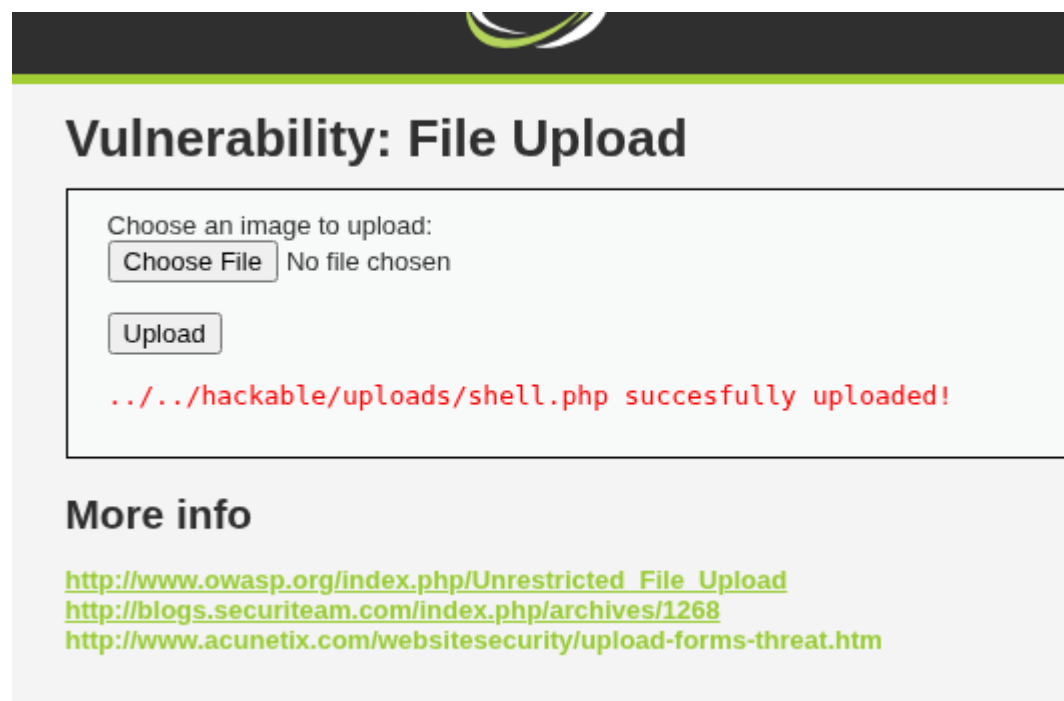 Vulnerability: File Upload
Choose an image to upload:
Choose File No file chosen
Upload
../../hackable/uploads/shell.php succesfully uploaded!
More info
http://www.owasp.org/index.php/Unrestricted_File_Upload
http://blogs.securiteam.com/index.php/archives/1268
http://www.acunetix.com/websitesecurity/upload-forms-threat.htm